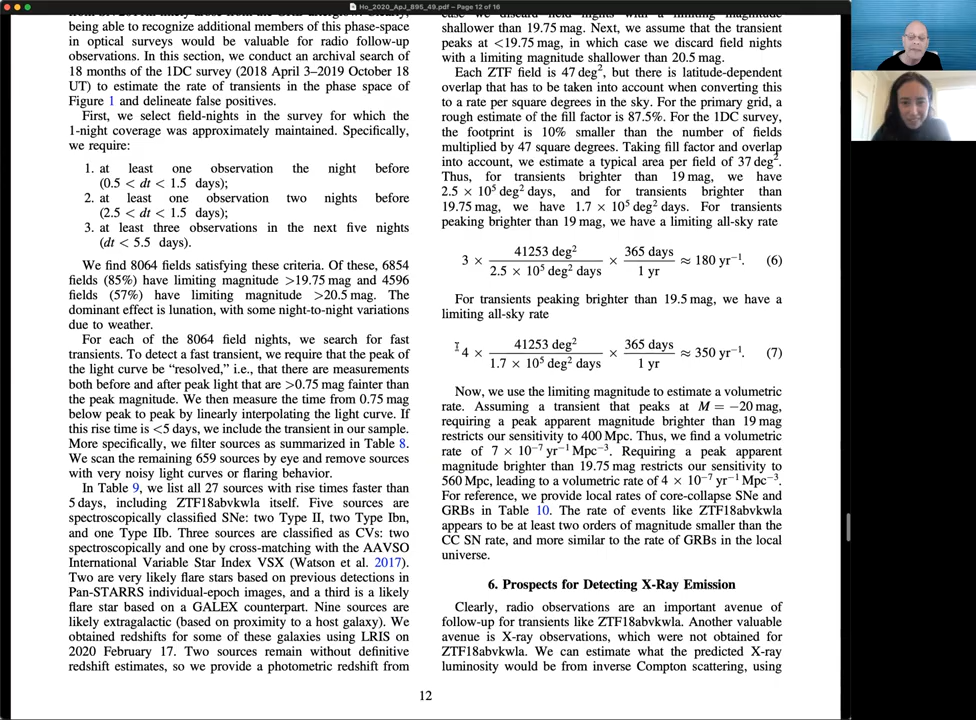 Ho_2020_ApJ_895_49.pdf – Page 12 of 16
being able to recognize additional members of this phase-space
in optical surveys would be valuable for radio follow-up
observations. In this section, we conduct an archival search of
18 months of the 1DC survey (2018 April 3–2019 October 18
UT) to estimate the rate of transients in the phase space of
Figure 1 and delineate false positives.
First, we select field-nights in the survey for which the
1-night coverage was approximately maintained. Specifically,
we require:
1. at least one observation the night before
(0.5 < dt < 1.5 days);
2. at least one observation two nights before
(2.5 < dt < 1.5 days);
3. at least three observations in the next five nights
(dt < 5.5 days).
We find 8064 fields satisfying these criteria. Of these, 6854
fields (85%) have limiting magnitude >19.75 mag and 4596
fields (57%) have limiting magnitude >20.5 mag. The
dominant effect is lunation, with some night-to-night variations
due to weather.
For each of the 8064 field nights, we search for fast
transients. To detect a fast transient, we require that the peak of
the light curve be “resolved,” i.e., that there are measurements
both before and after peak light that are >0.75 mag fainter than
the peak magnitude. We then measure the time from 0.75 mag
below peak to peak by linearly interpolating the light curve. If
this rise time is <5 days, we include the transient in our sample.
More specifically, we filter sources as summarized in Table 8.
We scan the remaining 659 sources by eye and remove sources
with very noisy light curves or flaring behavior.
In Table 9, we list all 27 sources with rise times faster than
5 days, including ZTF18abvkwla itself. Five sources are
spectroscopically classified SNe: two Type II, two Type Ibn,
and one Type IIb. Three sources are classified as CVs: two
spectroscopically and one by cross-matching with the AAVSO
International Variable Star Index VSX (Watson et al. 2017).
Two are very likely flare stars based on previous detections in
Pan-STARRS individual-epoch images, and a third is a likely
flare star based on a GALEX counterpart. Nine sources are
likely extragalactic (based on proximity to a host galaxy). We
obtained redshifts for some of these galaxies using LRIS on
2020 February 17. Two sources remain without definitive
redshift estimates, so we provide a photometric redshift from
shallower than 19.75 mag. Next, we assume that the transient
peaks at <19.75 mag, in which case we discard field nights
with a limiting magnitude shallower than 20.5 mag.
Each ZTF field is 47 deg², but there is latitude-dependent
overlap that has to be taken into account when converting this
to a rate per square degrees in the sky. For the primary grid, a
rough estimate of the fill factor is 87.5%. For the 1DC survey,
the footprint is 10% smaller than the number of fields
multiplied by 47 square degrees. Taking fill factor and overlap
into account, we estimate a typical area per field of 37 deg².
Thus, for transients brighter than 19 mag, we have
2.5 × 10⁵ deg² days, and for transients brighter than
19.75 mag, we have 1.7 × 10⁵ deg² days. For transients
peaking brighter than 19 mag, we have a limiting all-sky rate
3 × 41253 deg² / 2.5 × 10⁵ deg² days × 365 days / 1 yr ≈ 180 yr⁻¹. (6)
For transients peaking brighter than 19.5 mag, we have a
limiting all-sky rate
4 × 41253 deg² / 1.7 × 10⁵ deg² days × 365 days / 1 yr ≈ 350 yr⁻¹. (7)
Now, we use the limiting magnitude to estimate a volumetric
rate. Assuming a transient that peaks at M = −20 mag,
requiring a peak apparent magnitude brighter than 19 mag
restricts our sensitivity to 400 Mpc. Thus, we find a volumetric
rate of 7 × 10⁻⁷ yr⁻¹ Mpc⁻³. Requiring a peak apparent
magnitude brighter than 19.75 mag restricts our sensitivity to
560 Mpc, leading to a volumetric rate of 4 × 10⁻⁷ yr⁻¹ Mpc⁻³.
For reference, we provide local rates of core-collapse SNe and
GRBs in Table 10. The rate of events like ZTF18abvkwla
appears to be at least two orders of magnitude smaller than the
CC SN rate, and more similar to the rate of GRBs in the local
universe.
6. Prospects for Detecting X-Ray Emission
Clearly, radio observations are an important avenue of
follow-up for transients like ZTF18abvkwla. Another valuable
avenue is X-ray observations, which were not obtained for
ZTF18abvkwla. We can estimate what the predicted X-ray
luminosity would be from inverse Compton scattering, using
12